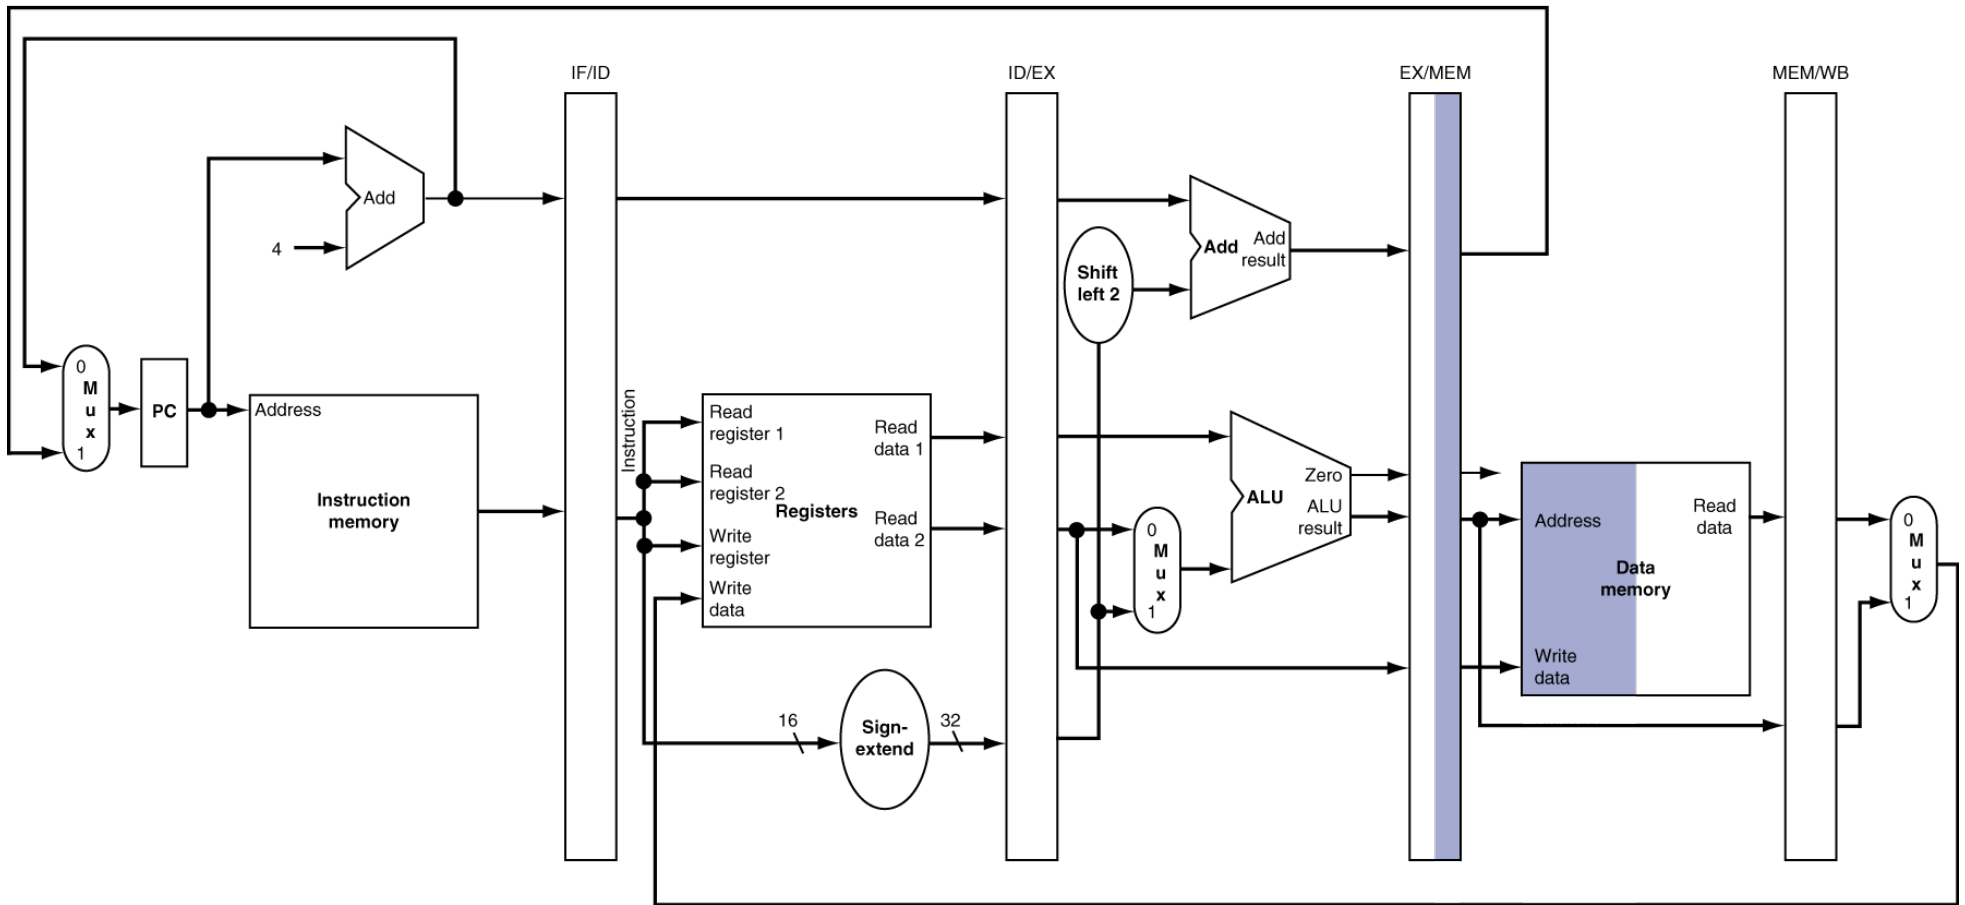 IF/ID
ID/EX
EX/MEM
MEM/WB
Add
4
Add
Add
result
Shift
left 2
0
M
u
x
1
PC
Address
Instruction
memory
Instruction
Read
register 1
Read
register 2
Write
register
Write
data
Registers
Read
data 1
Read
data 2
16
Sign-
extend
32
0
M
u
x
1
ALU
Zero
ALU
result
Address
Write
data
Data
memory
Read
data
0
M
u
x
1